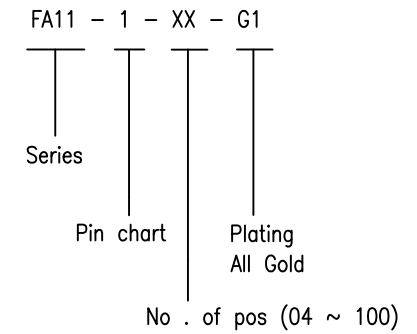 FA11 - 1 - XX - G1
Series
Pin chart
Plating
All Gold
No . of pos (04 ~ 100)